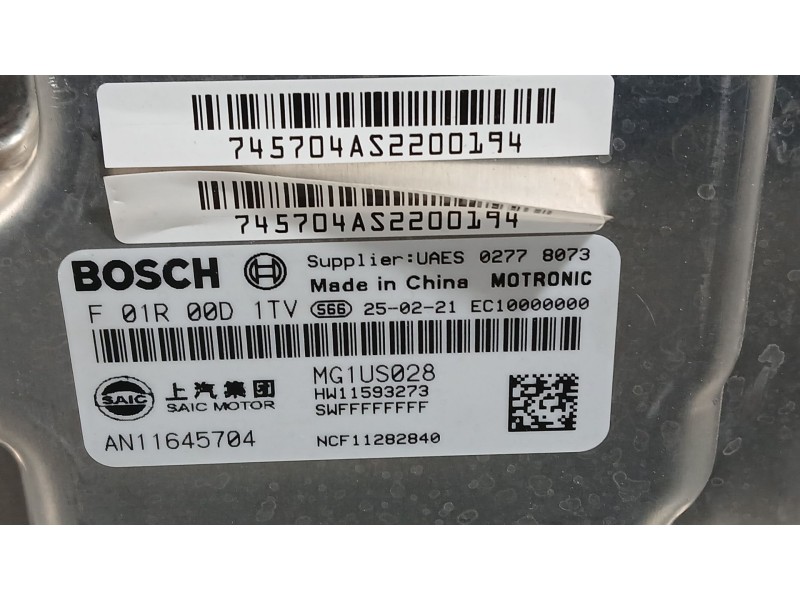 745704AS2200194
745704AS2200194
BOSCH Supplier:UAES 0277 8073
Made in China MOTRONIC
F 01R 00D 1TV S66 25-02-21 EC10000000
MG1US028
HW11593273
SWFFFFFFFF
SAIC 上汽集团
SAIC MOTOR
AN11645704 NCF11282840